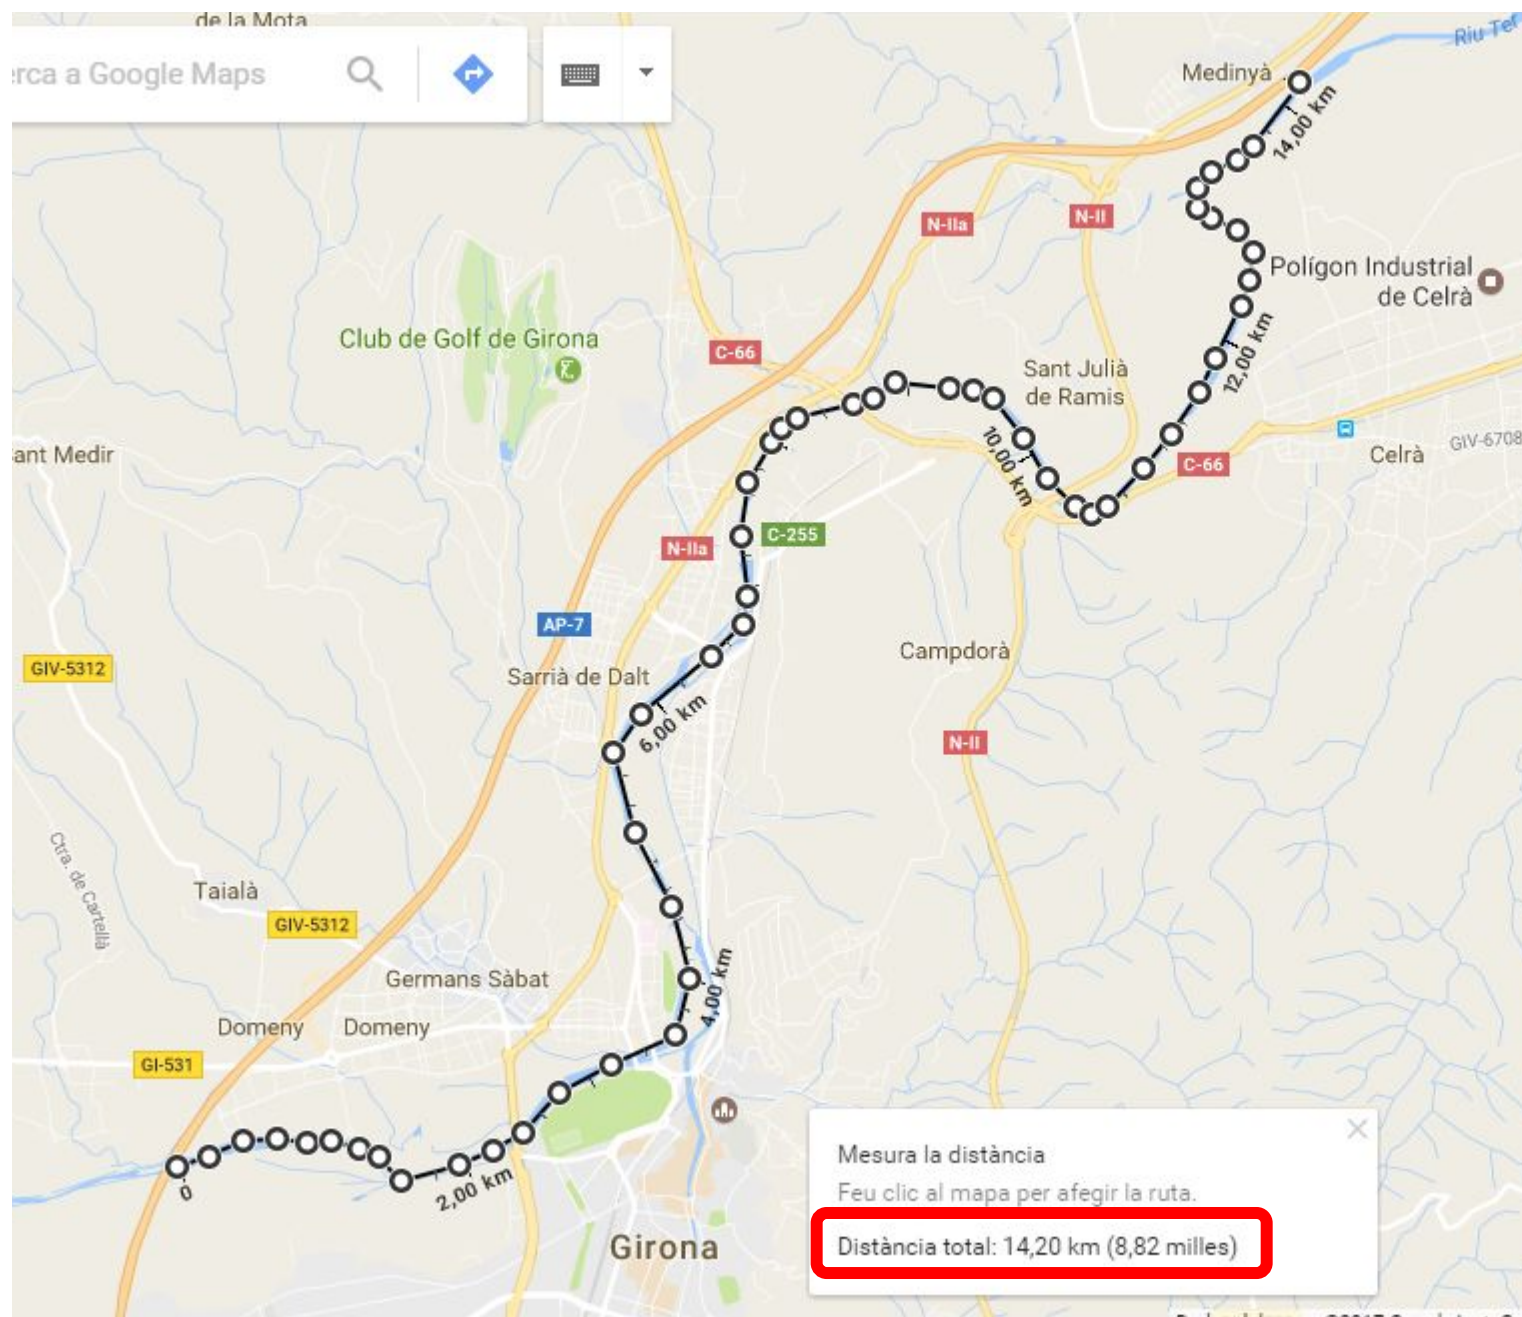 de la Mota
rca a Google Maps
Riu Ter
Medinyà
14,00 km
N-IIa
N-II
Polígon Industrial
de Celrà
Club de Golf de Girona
C-66
12,00 km
Sant Julià
de Ramis
ant Medir
10,00 km
C-66
Celrà
GIV-6708
N-IIa
C-255
AP-7
Campdorà
GIV-5312
Sarrià de Dalt
6,00 km
N-II
Ctra. de Cartellà
Taialà
GIV-5312
Germans Sàbat
4,00 km
Domeny
Domeny
GI-531
0
2,00 km
Girona
Mesura la distància
Feu clic al mapa per afegir la ruta.
Distància total: 14,20 km (8,82 milles)